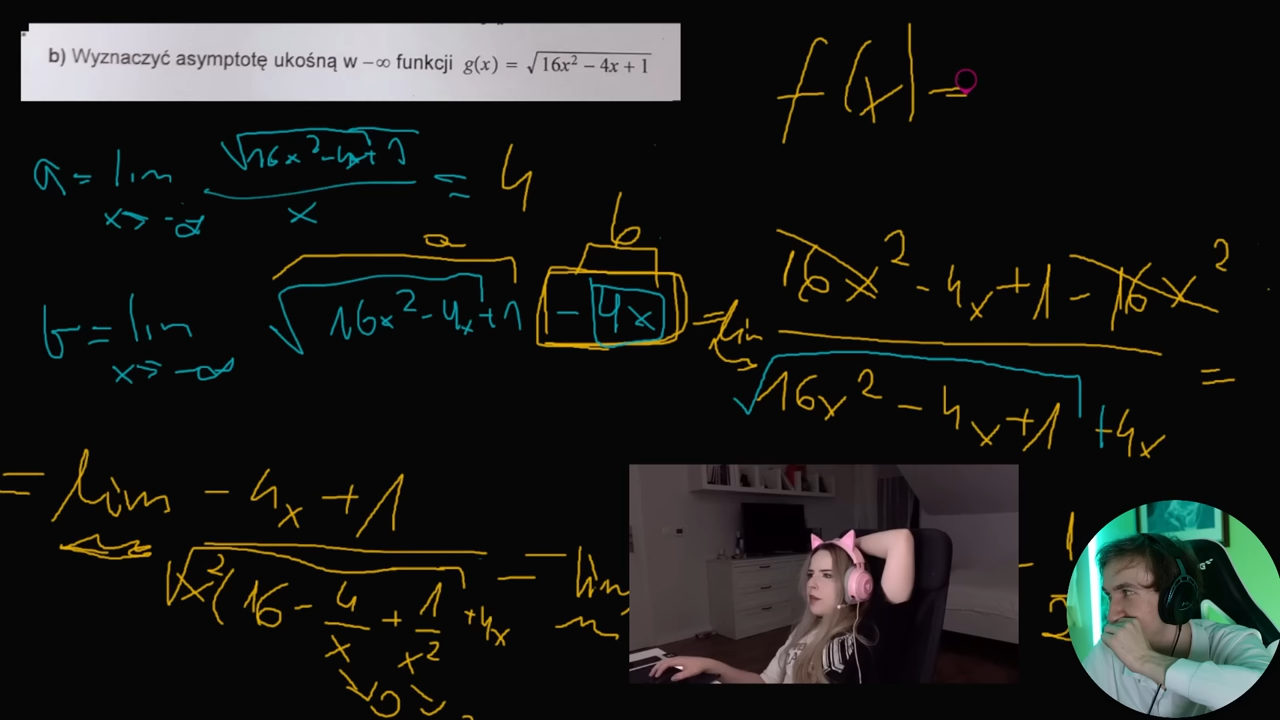 b) Wyznaczyć asymptotę ukośną w −∞ funkcji g(x) = √(16x² − 4x + 1)
f(x) =
a = lim x→-∞ √(16x²-4x+1) / x = 4
a
b
b = lim x→-∞ √(16x²-4x+1) - 4x = lim (16x² - 4x + 1 - 16x²) / (√(16x² - 4x + 1) + 4x) =
= lim (-4x + 1) / (√(x²(16 - 4/x + 1/x²) + 4x) = lim
→0